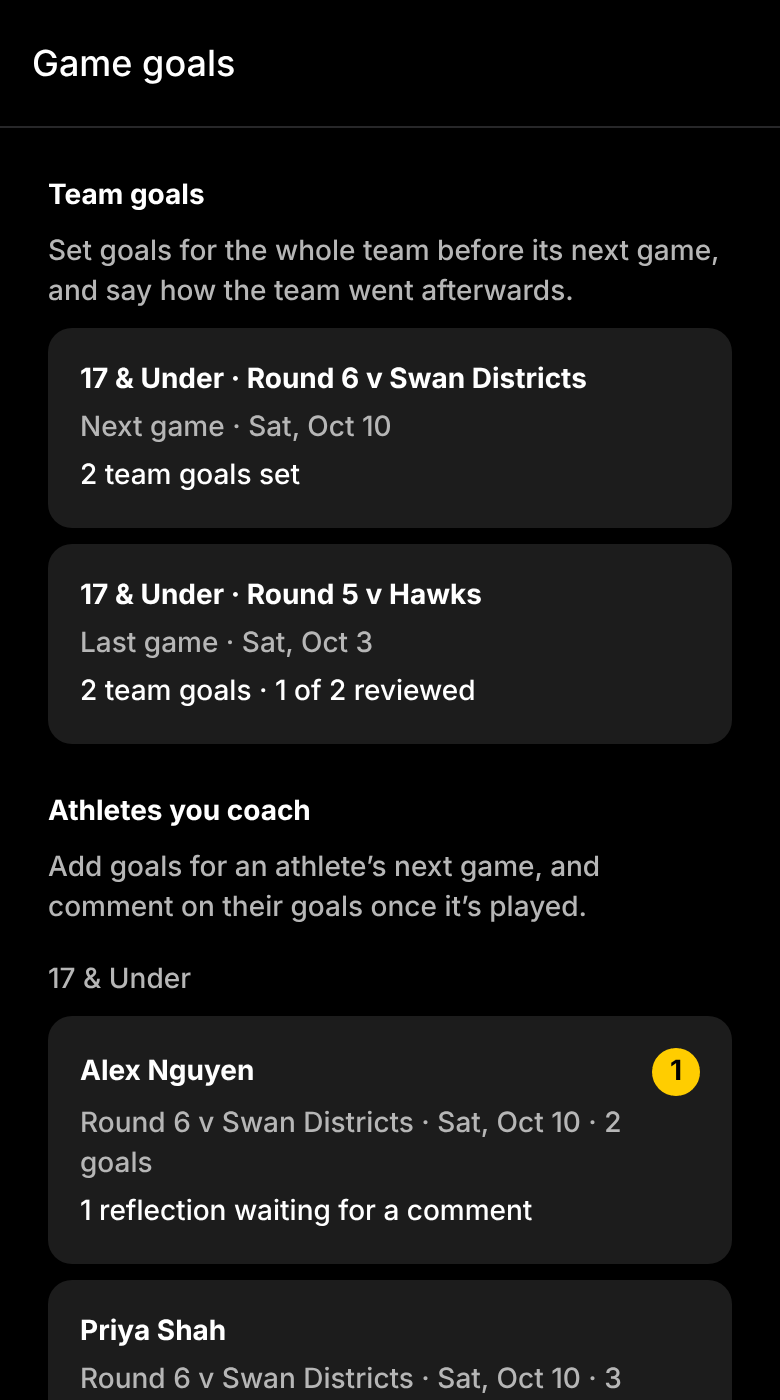 Game goals
Team goals
Set goals for the whole team before its next game,
and say how the team went afterwards.
17 & Under · Round 6 v Swan Districts
Next game · Sat, Oct 10
2 team goals set
17 & Under · Round 5 v Hawks
Last game · Sat, Oct 3
2 team goals · 1 of 2 reviewed
Athletes you coach
Add goals for an athlete’s next game, and
comment on their goals once it’s played.
17 & Under
Alex Nguyen
1
Round 6 v Swan Districts · Sat, Oct 10 · 2
goals
1 reflection waiting for a comment
Priya Shah
Round 6 v Swan Districts · Sat, Oct 10 · 3